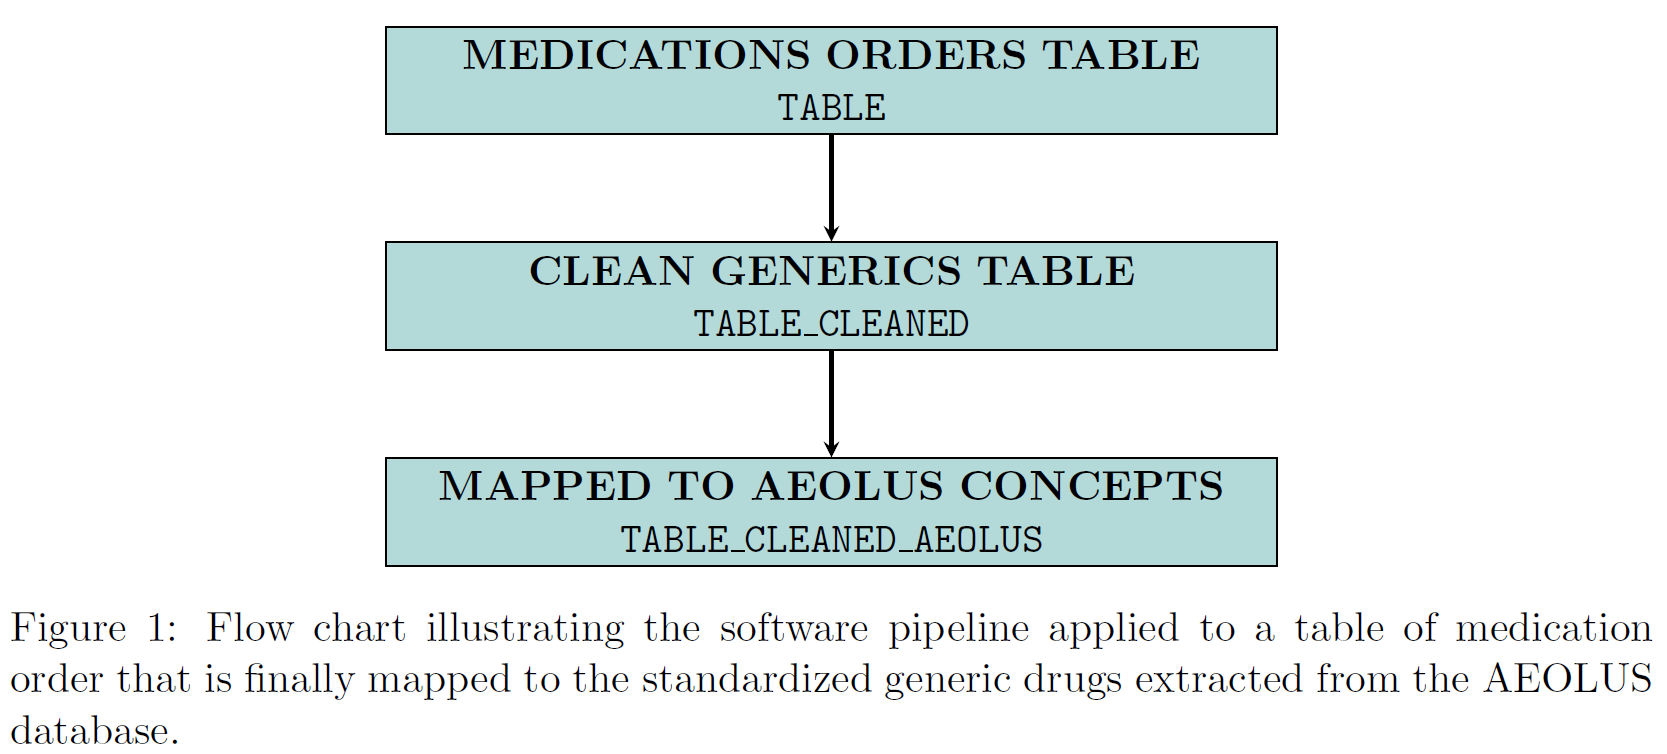 MEDICATIONS ORDERS TABLE
TABLE
CLEAN GENERICS TABLE
TABLE_CLEANED
MAPPED TO AEOLUS CONCEPTS
TABLE_CLEANED_AEOLUS
Figure 1: Flow chart illustrating the software pipeline applied to a table of medication
order that is finally mapped to the standardized generic drugs extracted from the AEOLUS
database.